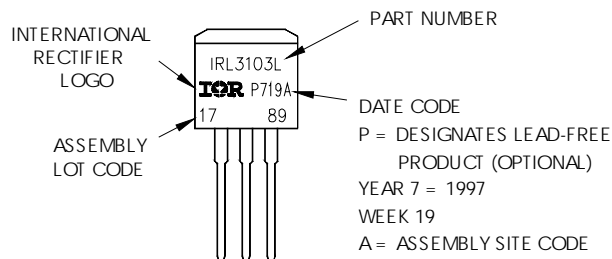 PART NUMBER
INTERNATIONAL
RECTIFIER
LOGO
IRL3103L
IOR P719A
17 89
ASSEMBLY
LOT CODE
DATE CODE
P = DESIGNATES LEAD-FREE
PRODUCT (OPTIONAL)
YEAR 7 = 1997
WEEK 19
A = ASSEMBLY SITE CODE